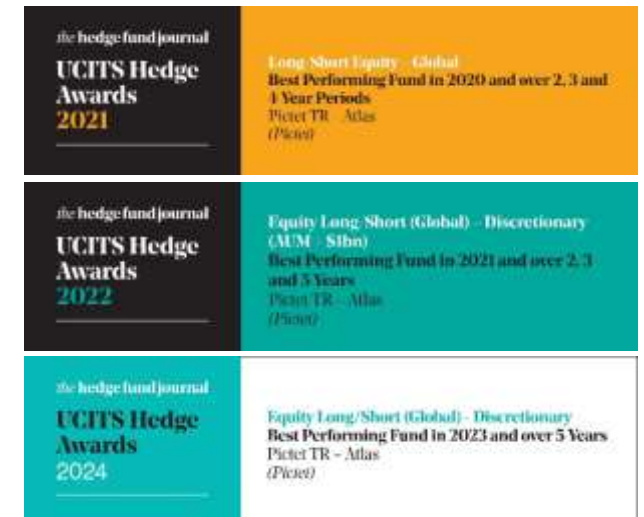 the hedge fund journal
UCITS Hedge
Awards
2021
Long/Short Equity – Global
Best Performing Fund in 2020 and over 2, 3 and
4 Year Periods
Pictet TR – Atlas
(Pictet)
the hedge fund journal
UCITS Hedge
Awards
2022
Equity Long/Short (Global) – Discretionary
(AUM $1bn)
Best Performing Fund in 2021 and over 2, 3
and 5 Years
Pictet TR – Atlas
(Pictet)
the hedge fund journal
UCITS Hedge
Awards
2024
Equity Long/Short (Global) – Discretionary
Best Performing Fund in 2023 and over 5 Years
Pictet TR – Atlas
(Pictet)